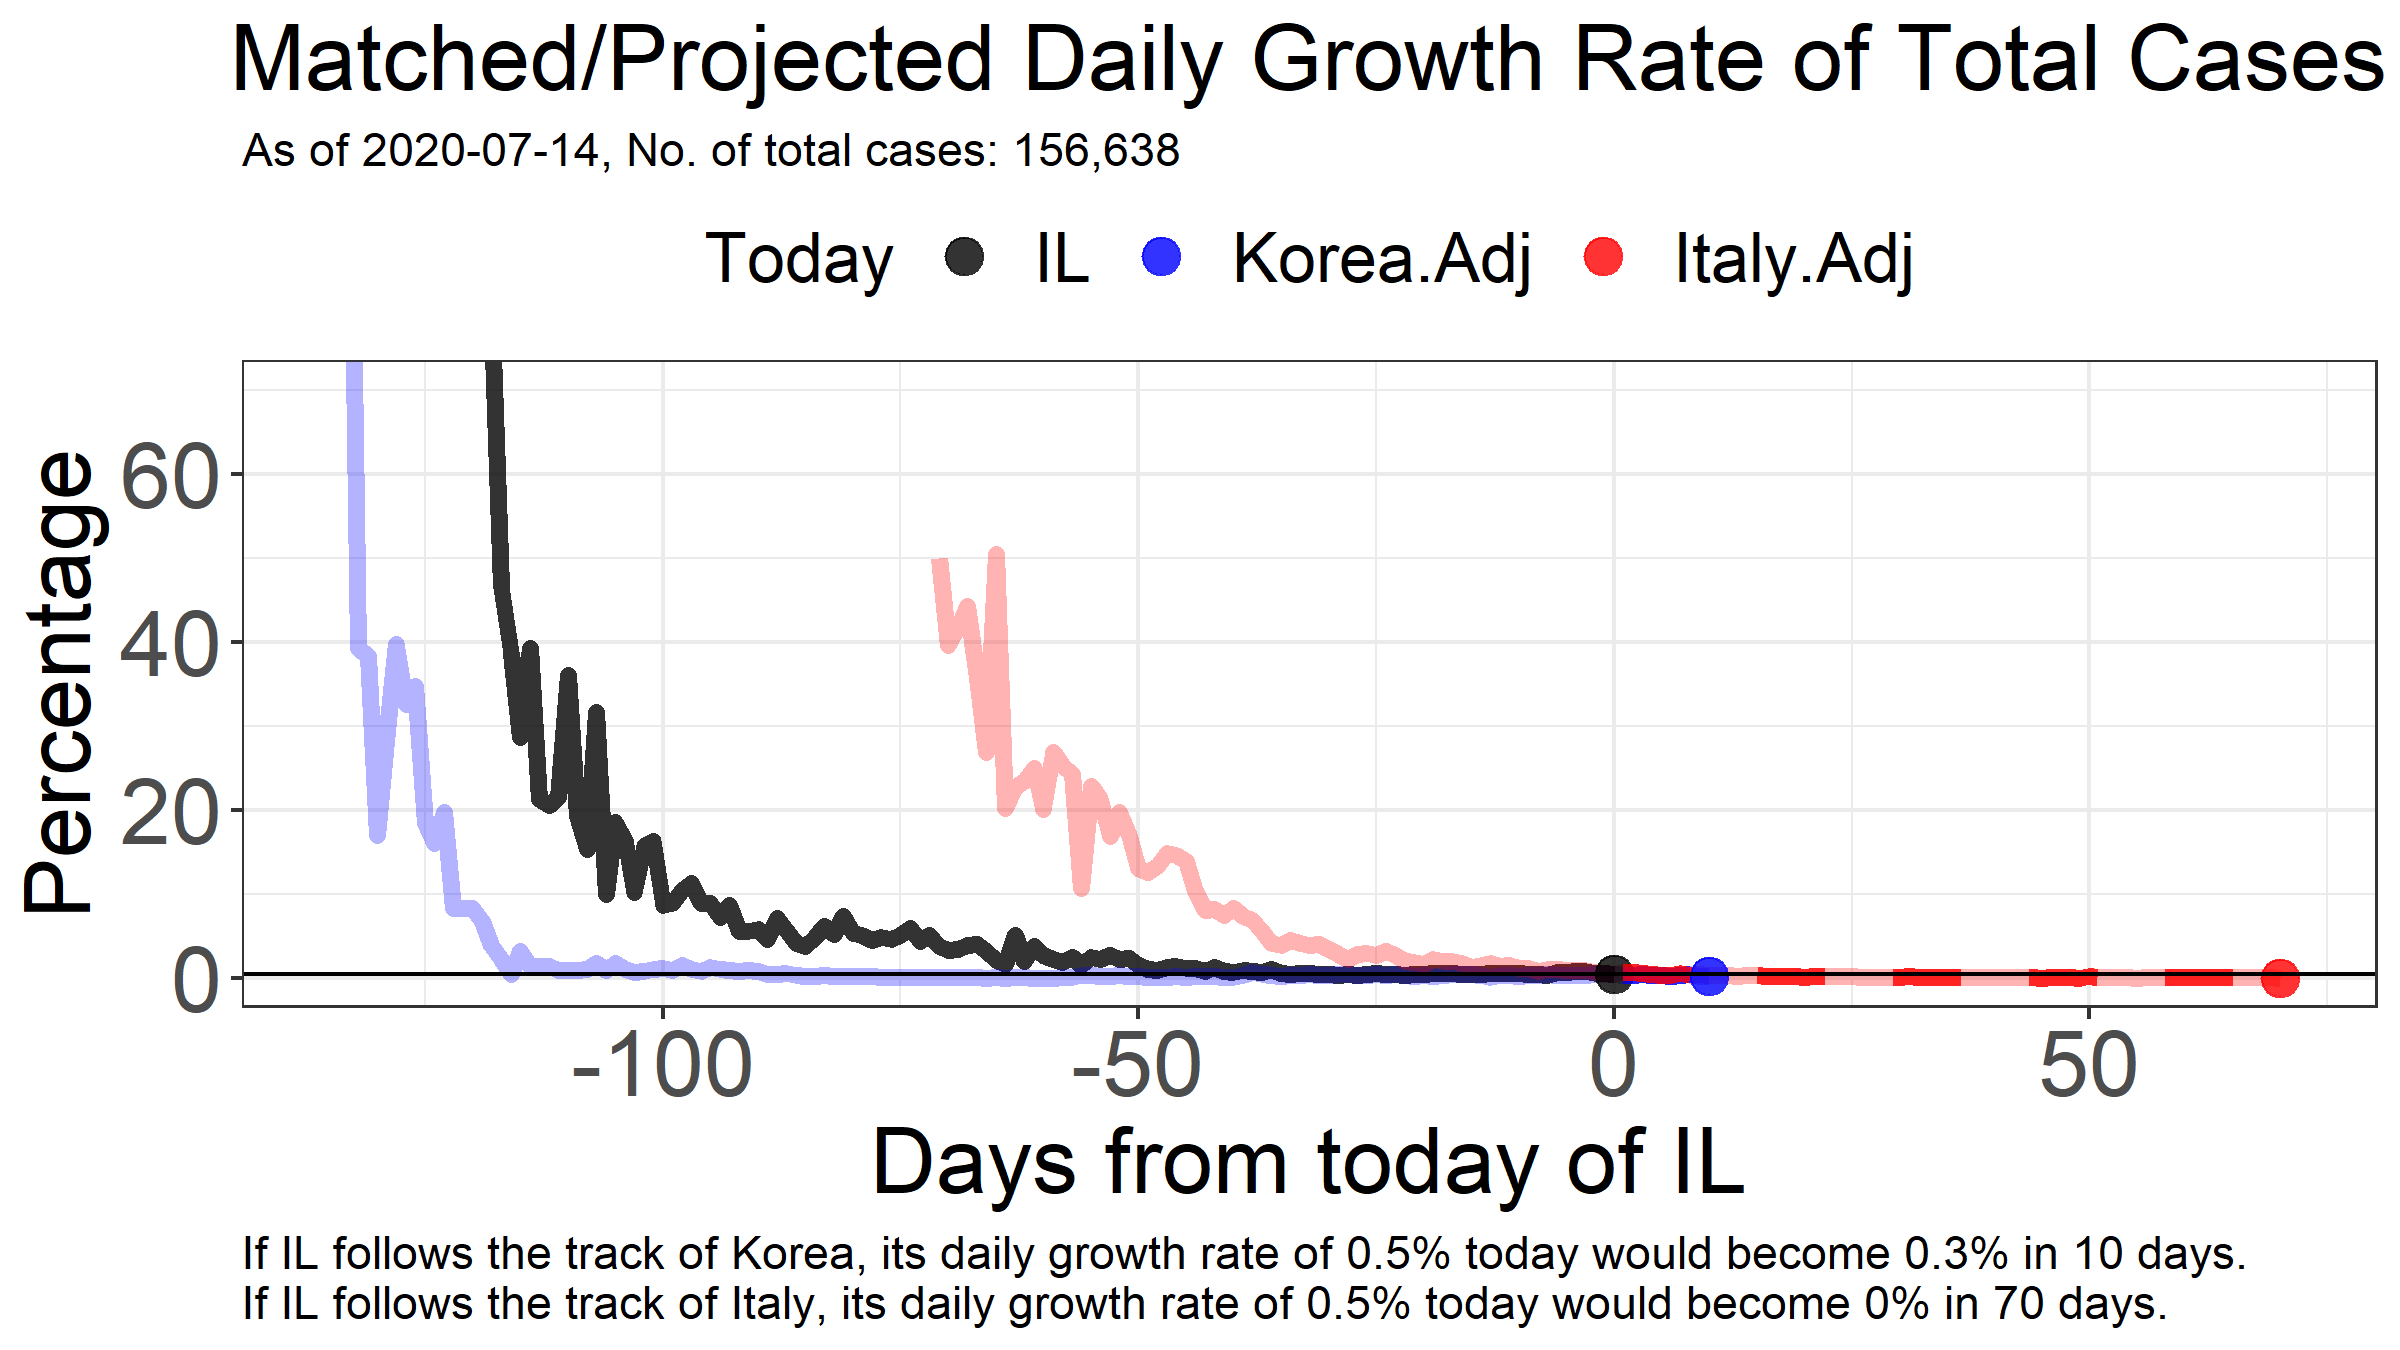 Matched/Projected Daily Growth Rate of Total Cases
As of 2020-07-14, No. of total cases: 156,638
Today IL Korea.Adj Italy.Adj
Percentage
60
40
20
0
-100 -50 0 50
Days from today of IL
If IL follows the track of Korea, its daily growth rate of 0.5% today would become 0.3% in 10 days.
If IL follows the track of Italy, its daily growth rate of 0.5% today would become 0% in 70 days.